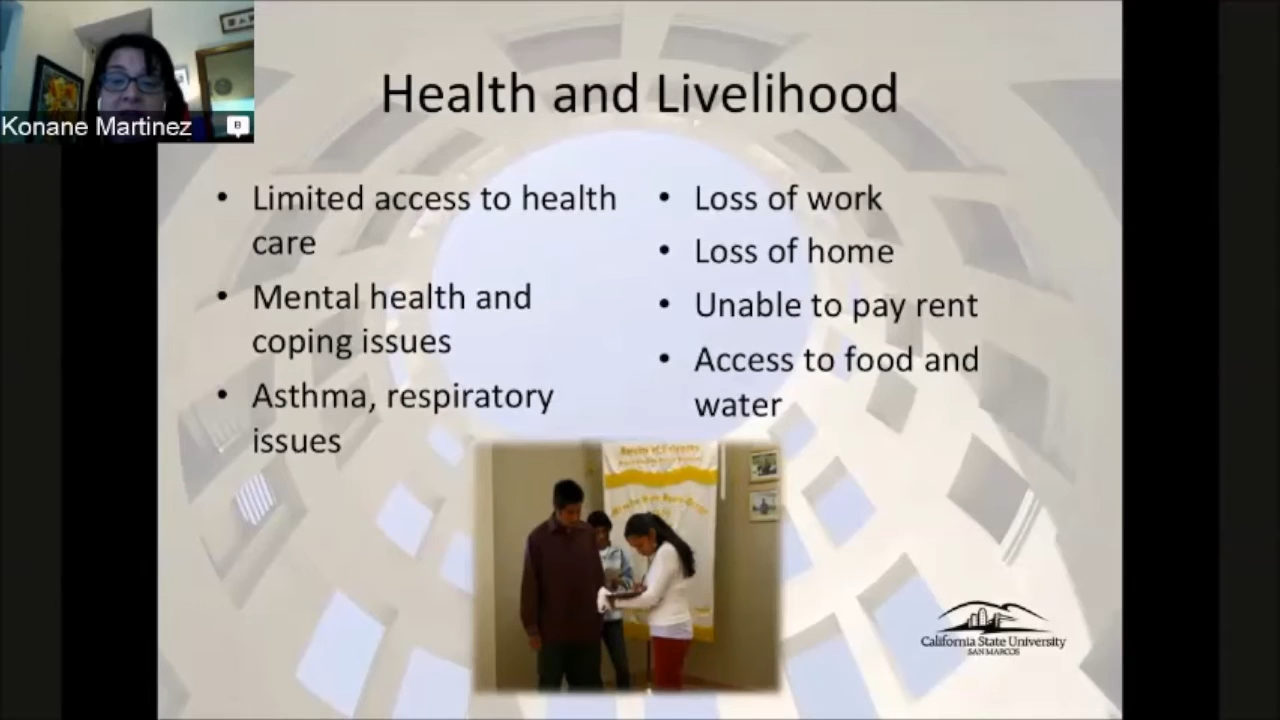 Konane Martinez
Health and Livelihood
• Limited access to health
care
• Mental health and
coping issues
• Asthma, respiratory
issues
• Loss of work
• Loss of home
• Unable to pay rent
• Access to food and
water
California State University
SAN MARCOS